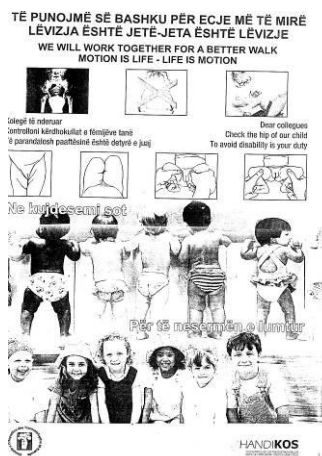 TË PUNOJMË SË BASHKU PËR ECJE MË TË MIRË
LËVIZJA ËSHTË JETË-JETA ËSHTË LËVIZJE
WE WILL WORK TOGETHER FOR A BETTER WALK
MOTION IS LIFE - LIFE IS MOTION
Kolegë të nderuar
Controlloni kërdhokullat e fëmijëve tanë
Të parandalosh paaftësinë është detyrë e juaj
Dear collegues
Check the hip of our child
To avoid disability is your duty
Ne kujdesemi sot
Për të nesermën e lumtur
HANDIKOS